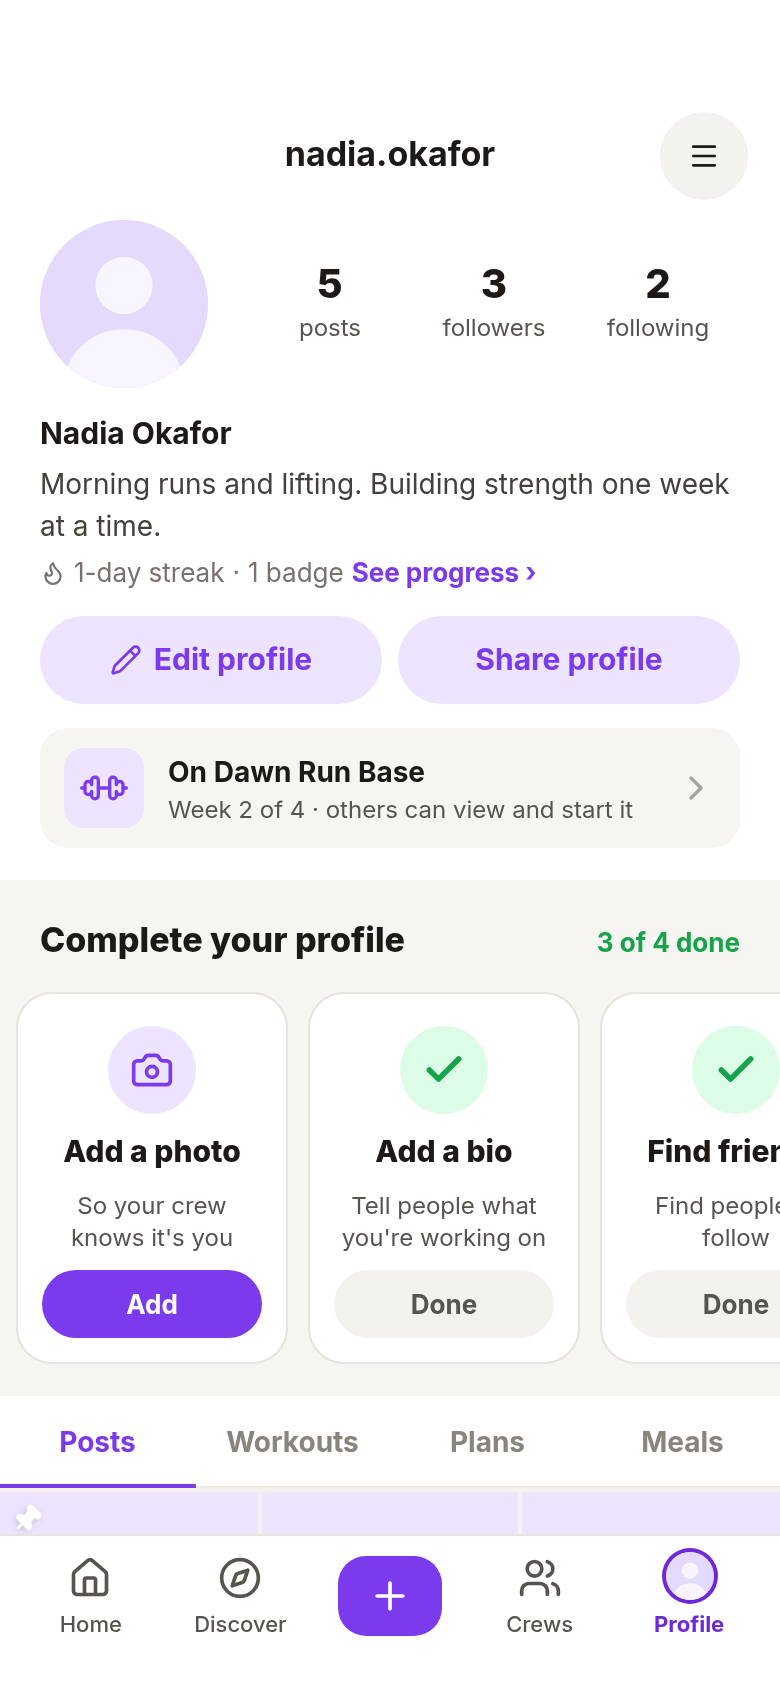 nadia.okafor
5
posts
3
followers
2
following
Nadia Okafor
Morning runs and lifting. Building strength one week
at a time.
1-day streak · 1 badge See progress ›
Edit profile
Share profile
On Dawn Run Base
Week 2 of 4 · others can view and start it
Complete your profile
3 of 4 done
Add a photo
So your crew
knows it's you
Add
Add a bio
Tell people what
you're working on
Done
Find
follow
Done
Posts
Workouts
Plans
Meals
Home
Discover
Crews
Profile